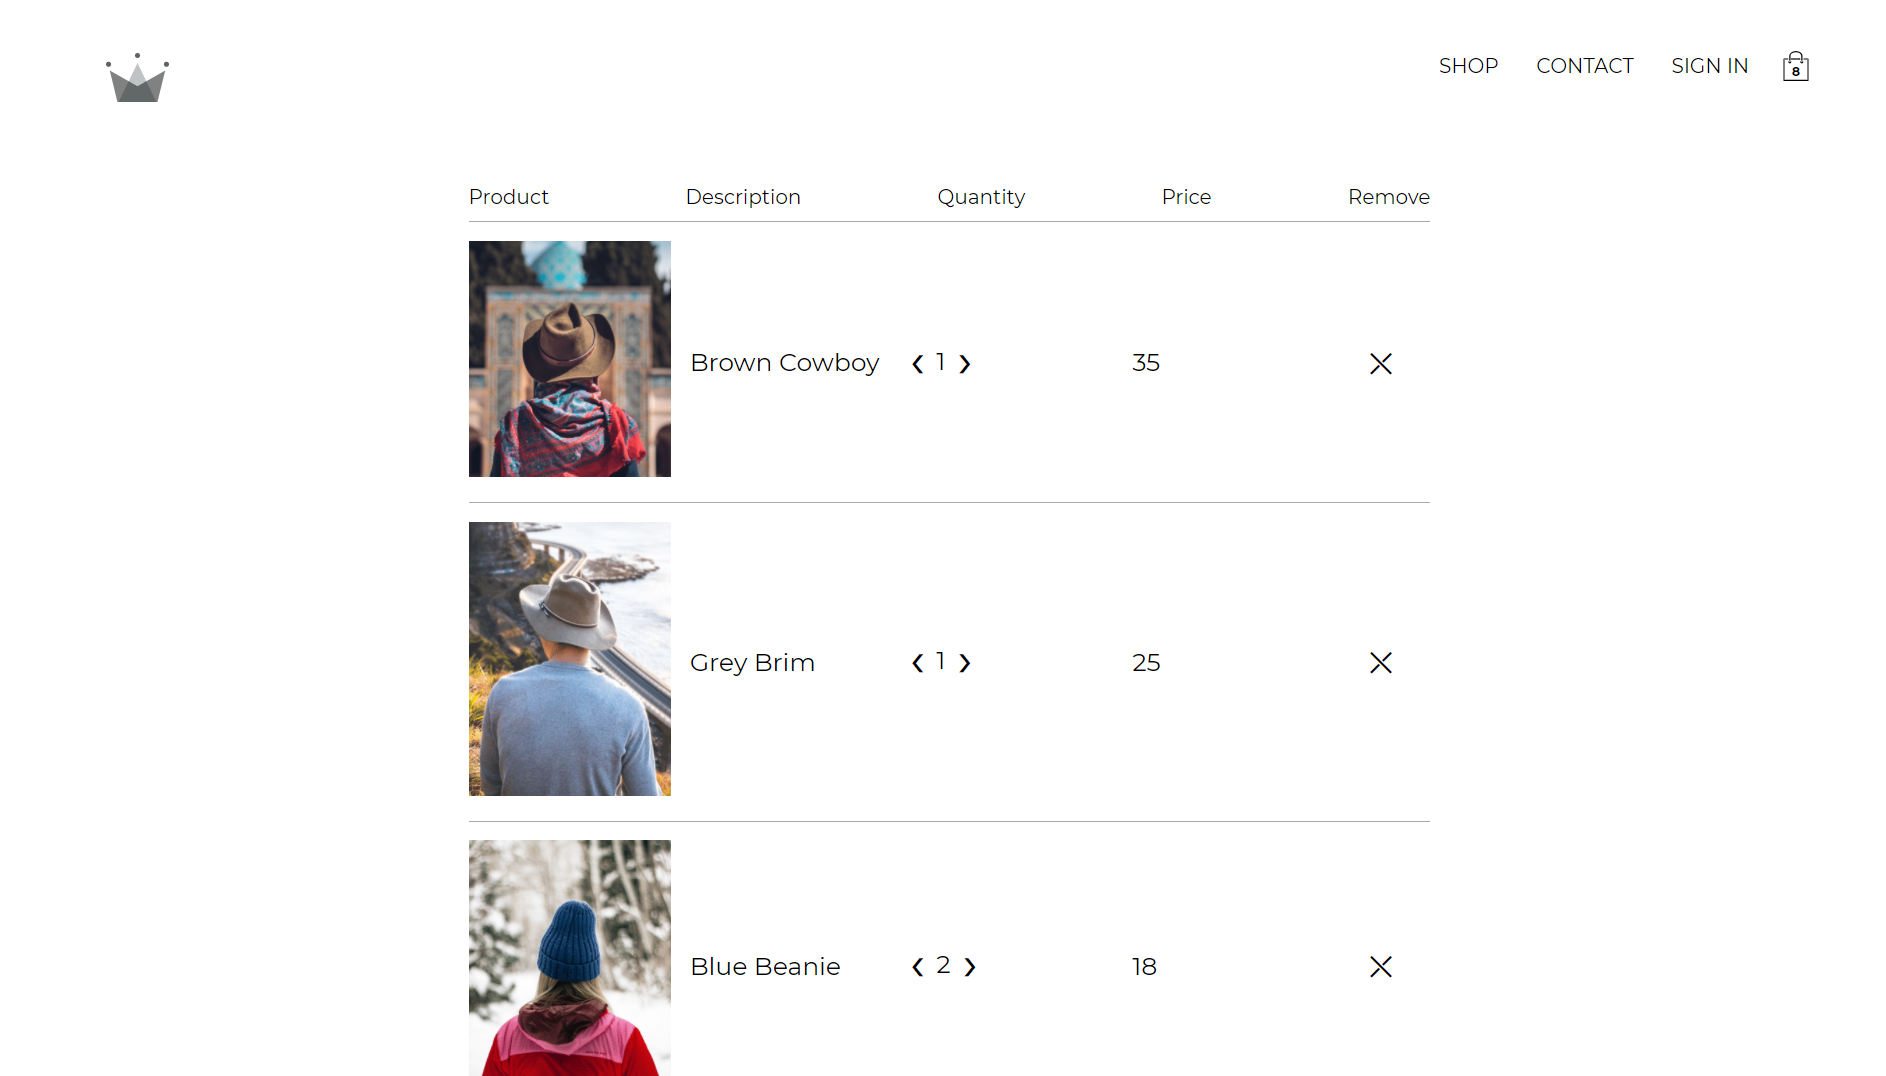 SHOP CONTACT SIGN IN 8
Product Description Quantity Price Remove
Brown Cowboy ❮ 1 ❯ 35 ✕
Grey Brim ❮ 1 ❯ 25 ✕
Blue Beanie ❮ 2 ❯ 18 ✕